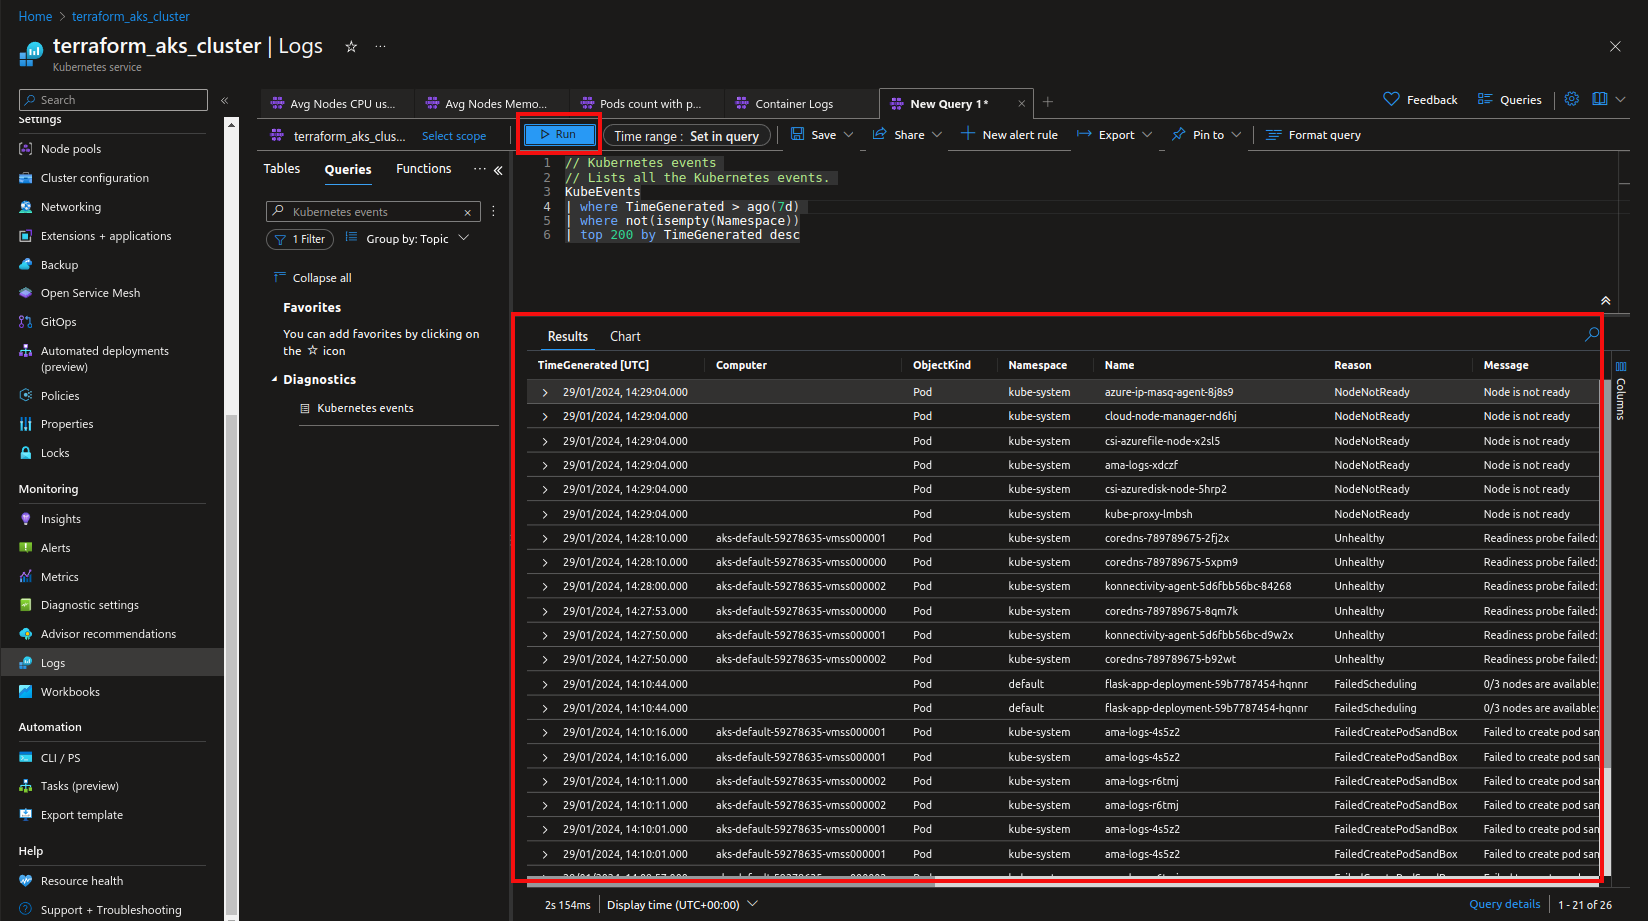 Home > terraform_aks_cluster
terraform_aks_cluster | Logs
Kubernetes service
Search
Settings
Node pools
Cluster configuration
Networking
Extensions + applications
Backup
Open Service Mesh
GitOps
Automated deployments
(preview)
Policies
Properties
Locks
Monitoring
Insights
Alerts
Metrics
Diagnostic settings
Advisor recommendations
Logs
Workbooks
Automation
CLI / PS
Tasks (preview)
Export template
Help
Resource health
Support + Troubleshooting
Avg Nodes CPU us... Avg Nodes Memo... Pods count with p... Container Logs New Query 1*
Feedback Queries
terraform_aks_clus... Select scope Run Time range : Set in query Save Share New alert rule Export Pin to Format query
Tables Queries Functions
Kubernetes events
1 Filter Group by: Topic
Collapse all
Favorites
You can add favorites by clicking on
the ☆ icon
Diagnostics
Kubernetes events
1 // Kubernetes events
2 // Lists all the Kubernetes events.
3 KubeEvents
4 | where TimeGenerated > ago(7d)
5 | where not(isempty(Namespace))
6 | top 200 by TimeGenerated desc
Results Chart
TimeGenerated [UTC] Computer ObjectKind Namespace Name Reason Message
29/01/2024, 14:29:04.000 Pod kube-system azure-ip-masq-agent-8j8s9 NodeNotReady Node is not ready
29/01/2024, 14:29:04.000 Pod kube-system cloud-node-manager-nd6hj NodeNotReady Node is not ready
29/01/2024, 14:29:04.000 Pod kube-system csi-azurefile-node-x2sl5 NodeNotReady Node is not ready
29/01/2024, 14:29:04.000 Pod kube-system ama-logs-xdczf NodeNotReady Node is not ready
29/01/2024, 14:29:04.000 Pod kube-system csi-azuredisk-node-5hrp2 NodeNotReady Node is not ready
29/01/2024, 14:29:04.000 Pod kube-system kube-proxy-lmbsh NodeNotReady Node is not ready
29/01/2024, 14:28:10.000 aks-default-59278635-vmss000001 Pod kube-system coredns-789789675-2fj2x Unhealthy Readiness probe failed:
29/01/2024, 14:28:10.000 aks-default-59278635-vmss000000 Pod kube-system coredns-789789675-5xpm9 Unhealthy Readiness probe failed:
29/01/2024, 14:28:00.000 aks-default-59278635-vmss000002 Pod kube-system konnectivity-agent-5d6fbb56bc-84268 Unhealthy Readiness probe failed:
29/01/2024, 14:27:53.000 aks-default-59278635-vmss000000 Pod kube-system coredns-789789675-8qm7k Unhealthy Readiness probe failed:
29/01/2024, 14:27:50.000 aks-default-59278635-vmss000001 Pod kube-system konnectivity-agent-5d6fbb56bc-d9w2x Unhealthy Readiness probe failed:
29/01/2024, 14:27:50.000 aks-default-59278635-vmss000002 Pod kube-system coredns-789789675-b92wt Unhealthy Readiness probe failed:
29/01/2024, 14:10:44.000 Pod default flask-app-deployment-59b7787454-hqnnr FailedScheduling 0/3 nodes are available:
29/01/2024, 14:10:44.000 Pod default flask-app-deployment-59b7787454-hqnnr FailedScheduling 0/3 nodes are available:
29/01/2024, 14:10:16.000 aks-default-59278635-vmss000001 Pod kube-system ama-logs-4s5z2 FailedCreatePodSandBox Failed to create pod san
29/01/2024, 14:10:16.000 aks-default-59278635-vmss000001 Pod kube-system ama-logs-4s5z2 FailedCreatePodSandBox Failed to create pod san
29/01/2024, 14:10:11.000 aks-default-59278635-vmss000002 Pod kube-system ama-logs-r6tmj FailedCreatePodSandBox Failed to create pod san
29/01/2024, 14:10:11.000 aks-default-59278635-vmss000002 Pod kube-system ama-logs-r6tmj FailedCreatePodSandBox Failed to create pod san
29/01/2024, 14:10:01.000 aks-default-59278635-vmss000001 Pod kube-system ama-logs-4s5z2 FailedCreatePodSandBox Failed to create pod san
29/01/2024, 14:10:01.000 aks-default-59278635-vmss000001 Pod kube-system ama-logs-4s5z2 FailedCreatePodSandBox Failed to create pod san
Columns
2s 154ms Display time (UTC+00:00) Query details 1 - 21 of 26